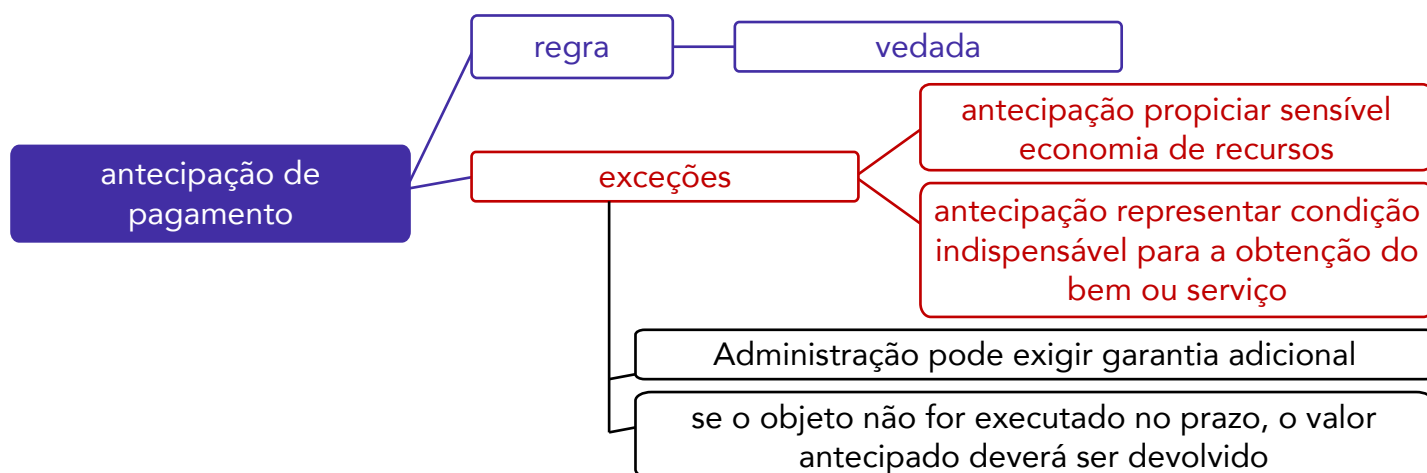 regra
vedada
antecipação de
pagamento
exceções
antecipação propiciar sensível
economia de recursos
antecipação representar condição
indispensável para a obtenção do
bem ou serviço
Administração pode exigir garantia adicional
se o objeto não for executado no prazo, o valor
antecipado deverá ser devolvido